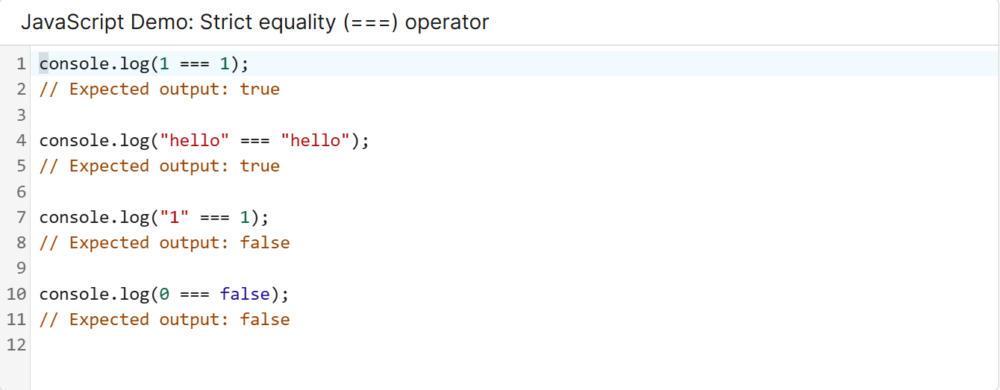 JavaScript Demo: Strict equality (===) operator
1 console.log(1 === 1);
2 // Expected output: true
3
4 console.log("hello" === "hello");
5 // Expected output: true
6
7 console.log("1" === 1);
8 // Expected output: false
9
10 console.log(0 === false);
11 // Expected output: false
12